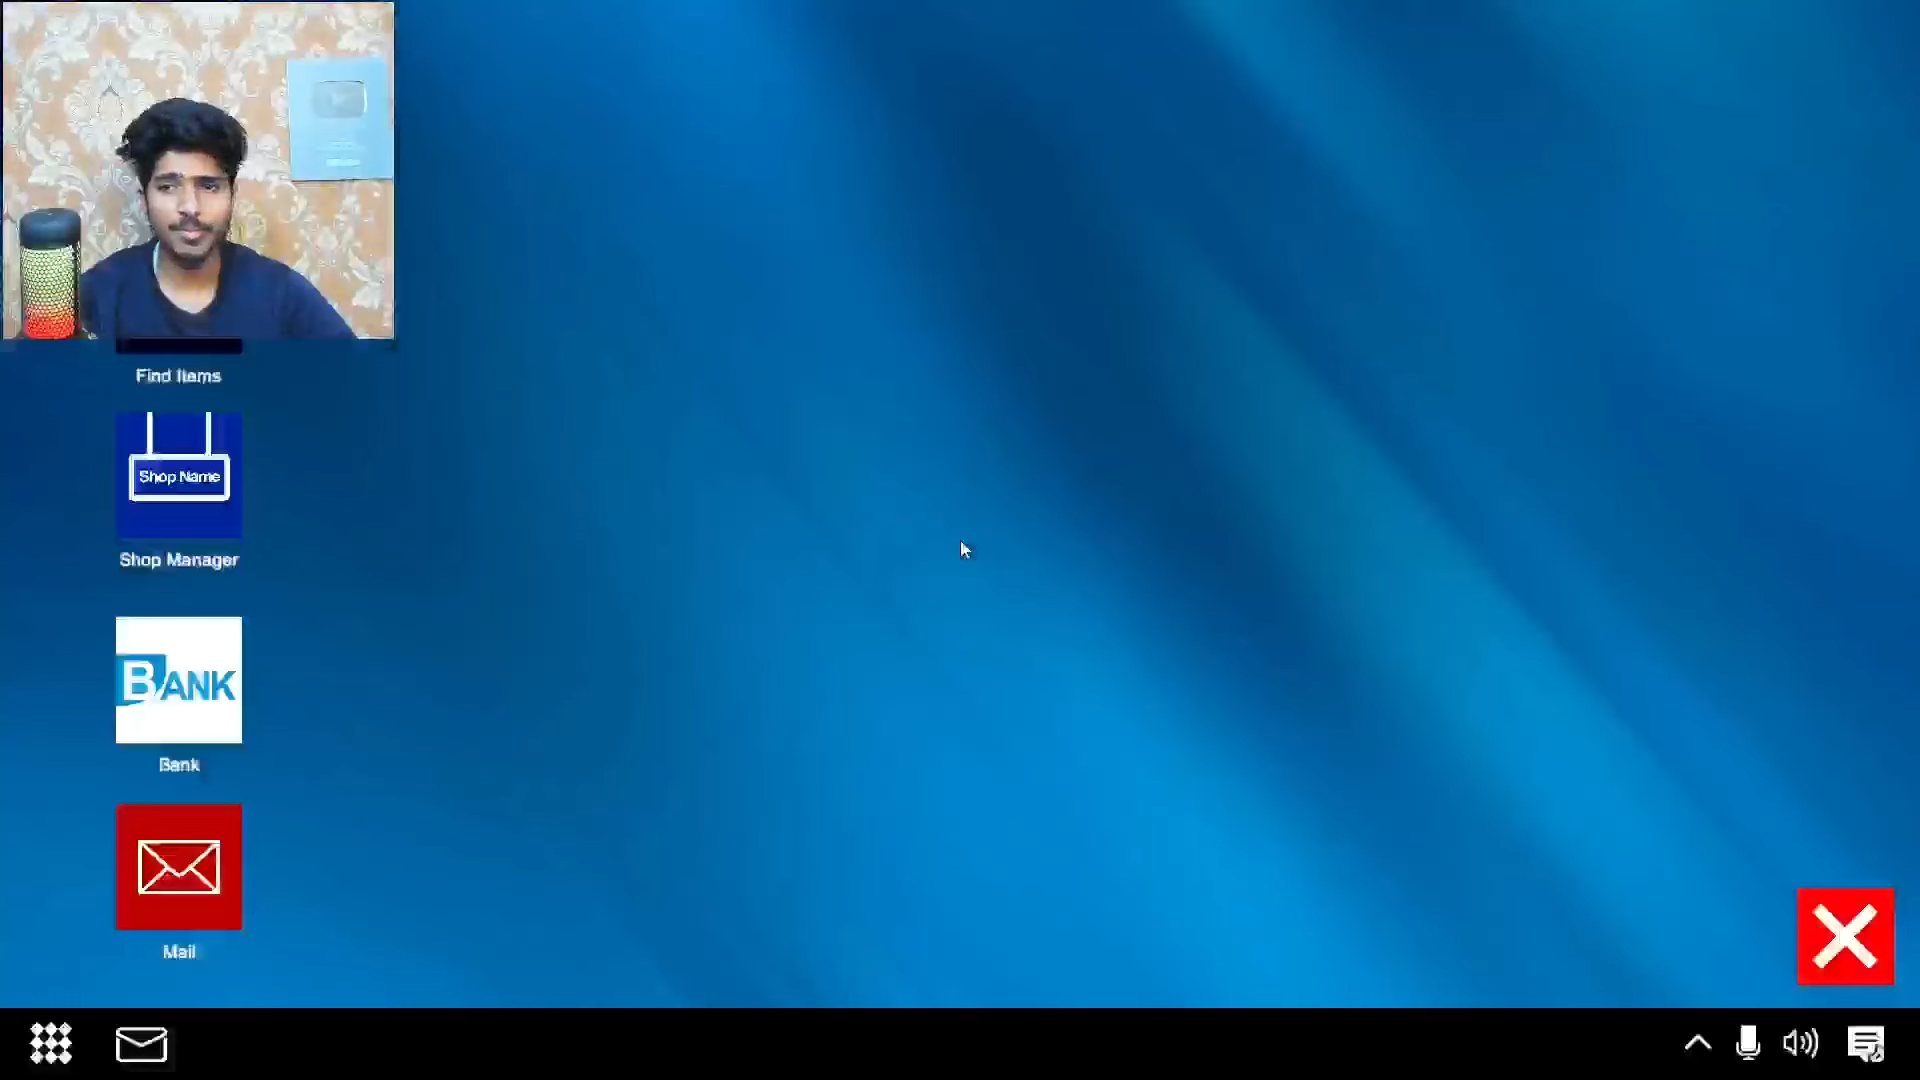 Find Items
Shop Name
Shop Manager
BANK
Bank
Mail